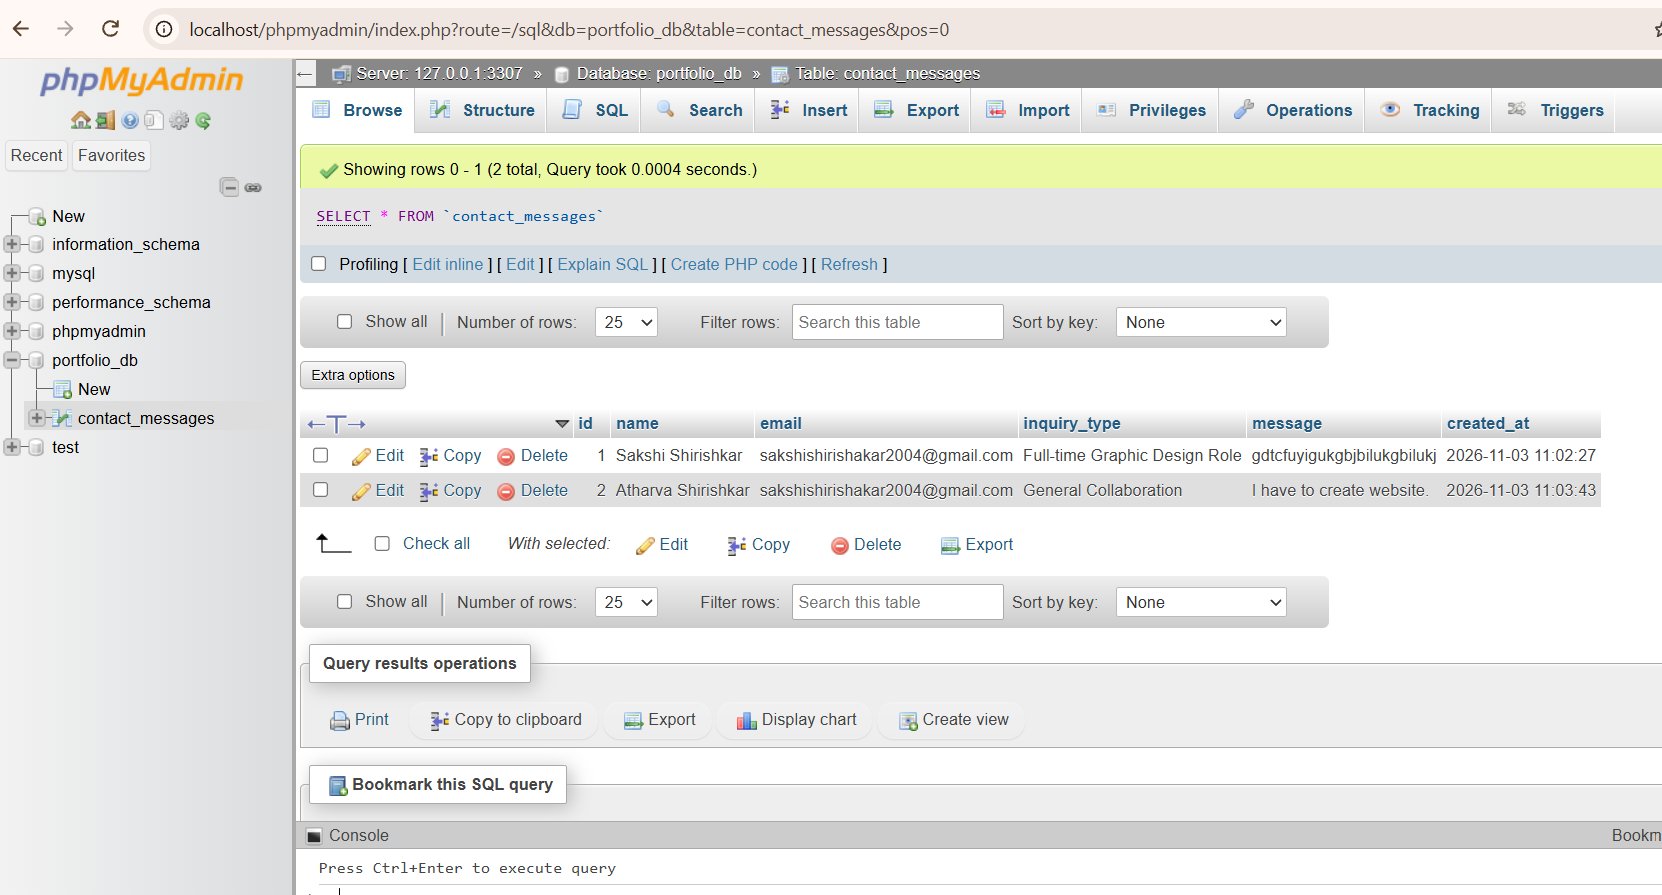 localhost/phpmyadmin/index.php?route=/sql&db=portfolio_db&table=contact_messages&pos=0
phpMyAdmin
Recent Favorites
New
information_schema
mysql
performance_schema
phpmyadmin
portfolio_db
New
contact_messages
test
Server: 127.0.0.1:3307 » Database: portfolio_db » Table: contact_messages
Browse Structure SQL Search Insert Export Import Privileges Operations Tracking Triggers
Showing rows 0 - 1 (2 total, Query took 0.0004 seconds.)
SELECT * FROM `contact_messages`
Profiling [ Edit inline ] [ Edit ] [ Explain SQL ] [ Create PHP code ] [ Refresh ]
Show all Number of rows: 25 Filter rows: Search this table Sort by key: None
Extra options
id name email inquiry_type message created_at
Edit Copy Delete 1 Sakshi Shirishkar sakshishirishakar2004@gmail.com Full-time Graphic Design Role gdtcfuyigukgbjbilukgbilukj 2026-11-03 11:02:27
Edit Copy Delete 2 Atharva Shirishkar sakshishirishakar2004@gmail.com General Collaboration I have to create website. 2026-11-03 11:03:43
Check all With selected: Edit Copy Delete Export
Show all Number of rows: 25 Filter rows: Search this table Sort by key: None
Query results operations
Print Copy to clipboard Export Display chart Create view
Bookmark this SQL query
Console Bookm
Press Ctrl+Enter to execute query